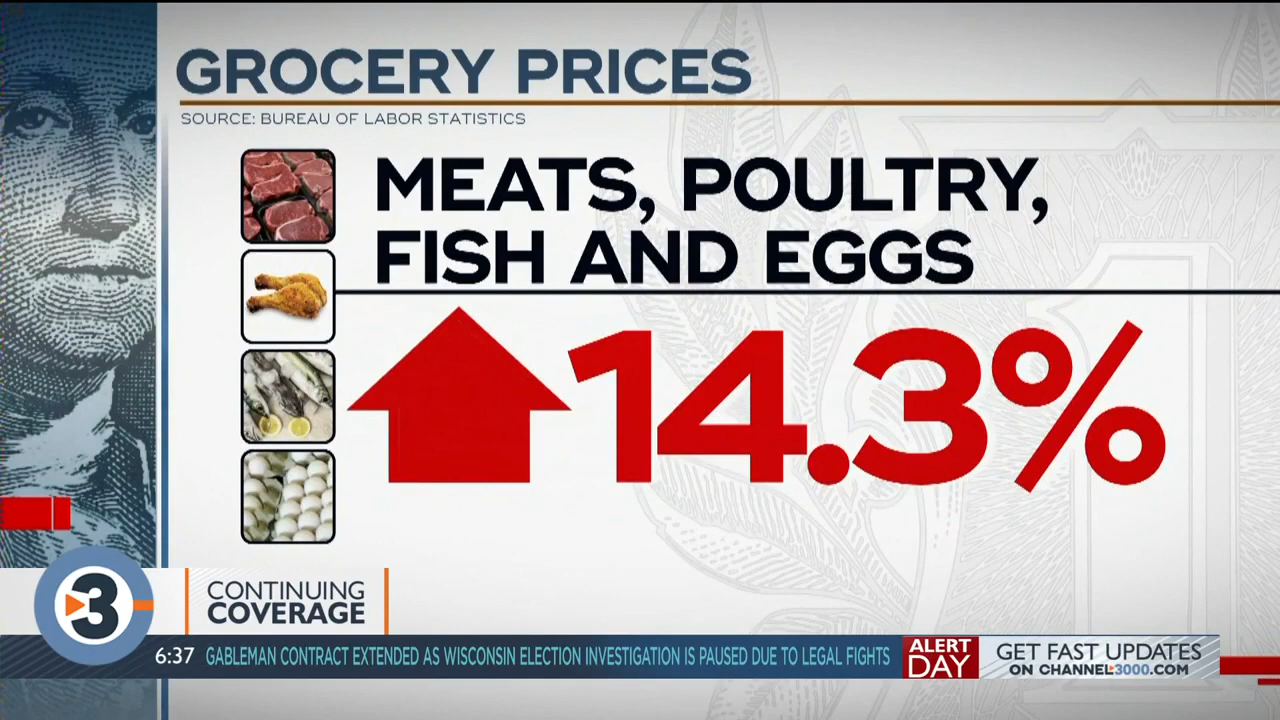 GROCERY PRICES
SOURCE: BUREAU OF LABOR STATISTICS
MEATS, POULTRY,
FISH AND EGGS
14.3%
3
CONTINUING
COVERAGE
6:37 GABLEMAN CONTRACT EXTENDED AS WISCONSIN ELECTION INVESTIGATION IS PAUSED DUE TO LEGAL FIGHTS
ALERT
DAY
GET FAST UPDATES
ON CHANNEL3000.COM